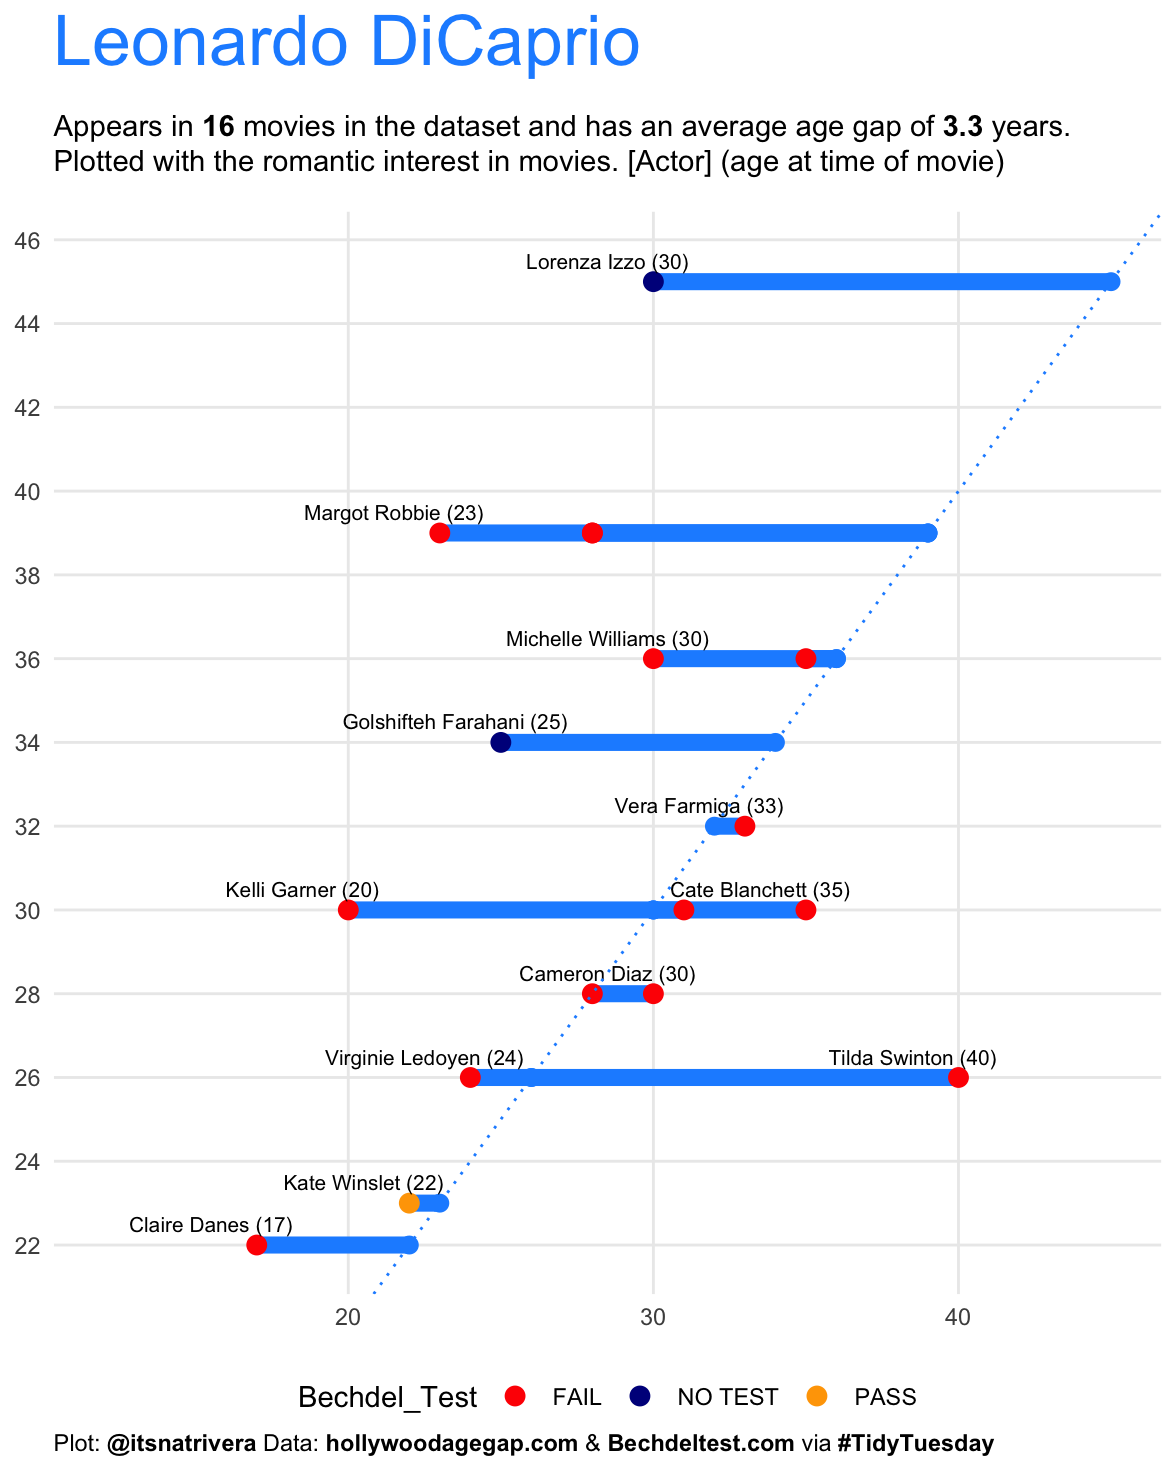 Leonardo DiCaprio
Appears in 16 movies in the dataset and has an average age gap of 3.3 years.
Plotted with the romantic interest in movies. [Actor] (age at time of movie)
46
Lorenza Izzo (30)
44
42
40
Margot Robbie (23)
38
Michelle Williams (30)
36
Golshifteh Farahani (25)
34
Vera Farmiga (33)
32
Kelli Garner (20) Cate Blanchett (35)
30
Cameron Diaz (30)
28
Virginie Ledoyen (24) Tilda Swinton (40)
26
24
Kate Winslet (22)
Claire Danes (17)
22
20 30 40
Bechdel_Test FAIL NO TEST PASS
Plot: @itsnatrivera Data: hollywoodagegap.com & Bechdeltest.com via #TidyTuesday